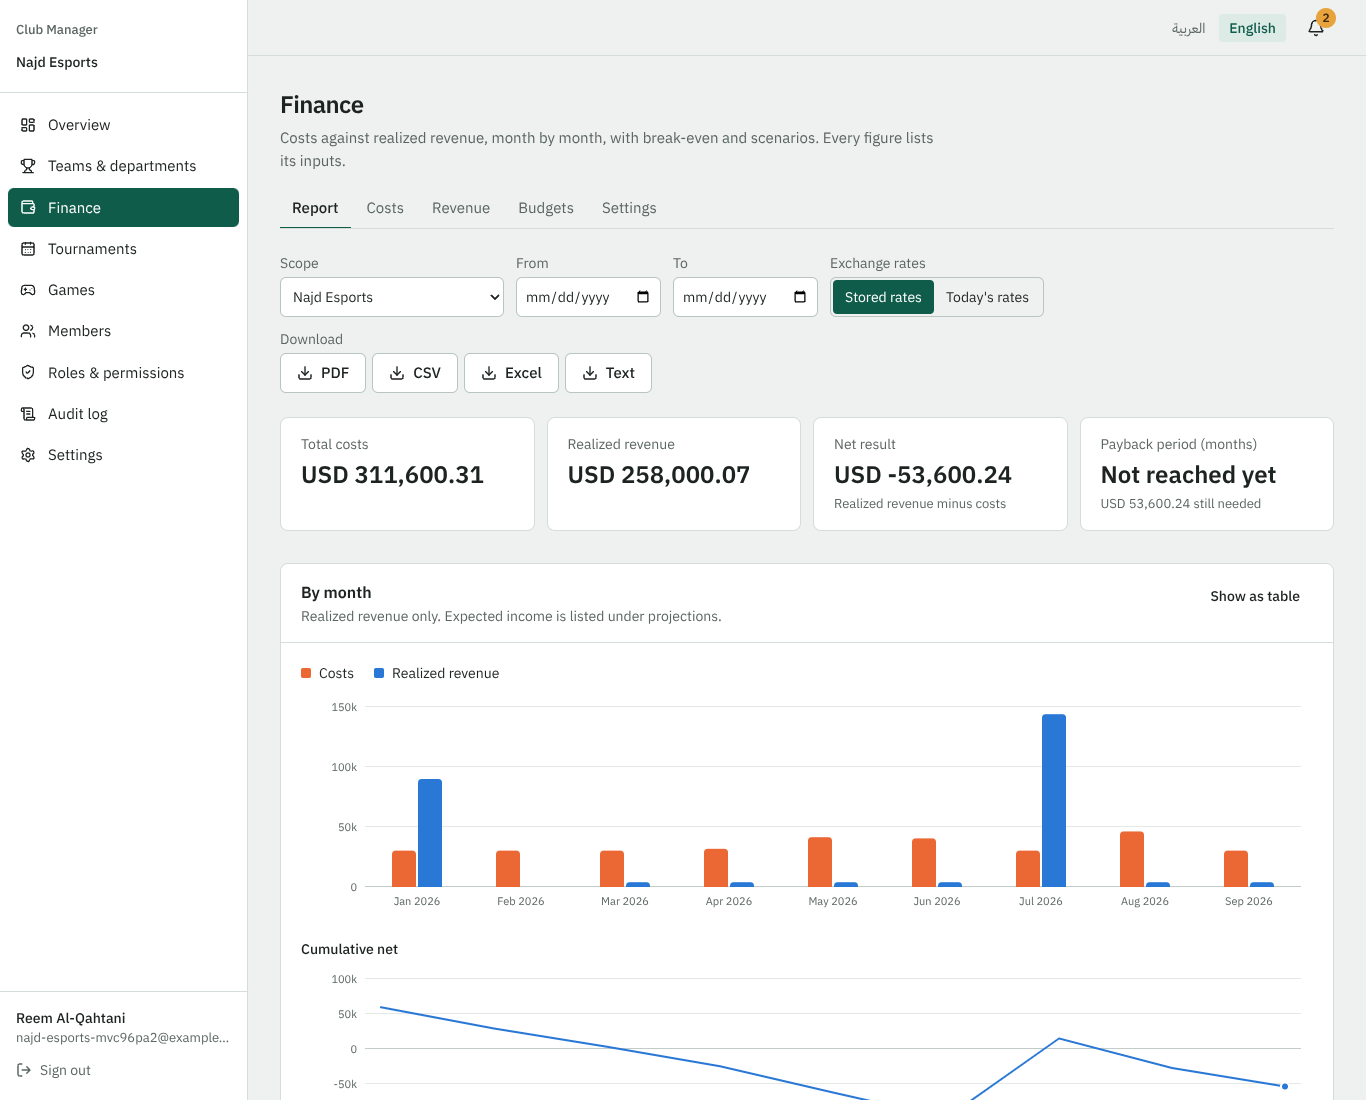 Club Manager
Najd Esports
Overview
Teams & departments
Finance
Tournaments
Games
Members
Roles & permissions
Audit log
Settings
Reem Al-Qahtani
najd-esports-mvc96pa2@example...
Sign out
العربية
English
2
Finance
Costs against realized revenue, month by month, with break-even and scenarios. Every figure lists
its inputs.
Report Costs Revenue Budgets Settings
Scope From To Exchange rates
Najd Esports mm/dd/yyyy mm/dd/yyyy Stored rates Today's rates
Download
PDF CSV Excel Text
Total costs
USD 311,600.31
Realized revenue
USD 258,000.07
Net result
USD -53,600.24
Realized revenue minus costs
Payback period (months)
Not reached yet
USD 53,600.24 still needed
By month
Realized revenue only. Expected income is listed under projections.
Show as table
Costs Realized revenue
150k
100k
50k
0
Jan 2026 Feb 2026 Mar 2026 Apr 2026 May 2026 Jun 2026 Jul 2026 Aug 2026 Sep 2026
Cumulative net
100k
50k
0
-50k